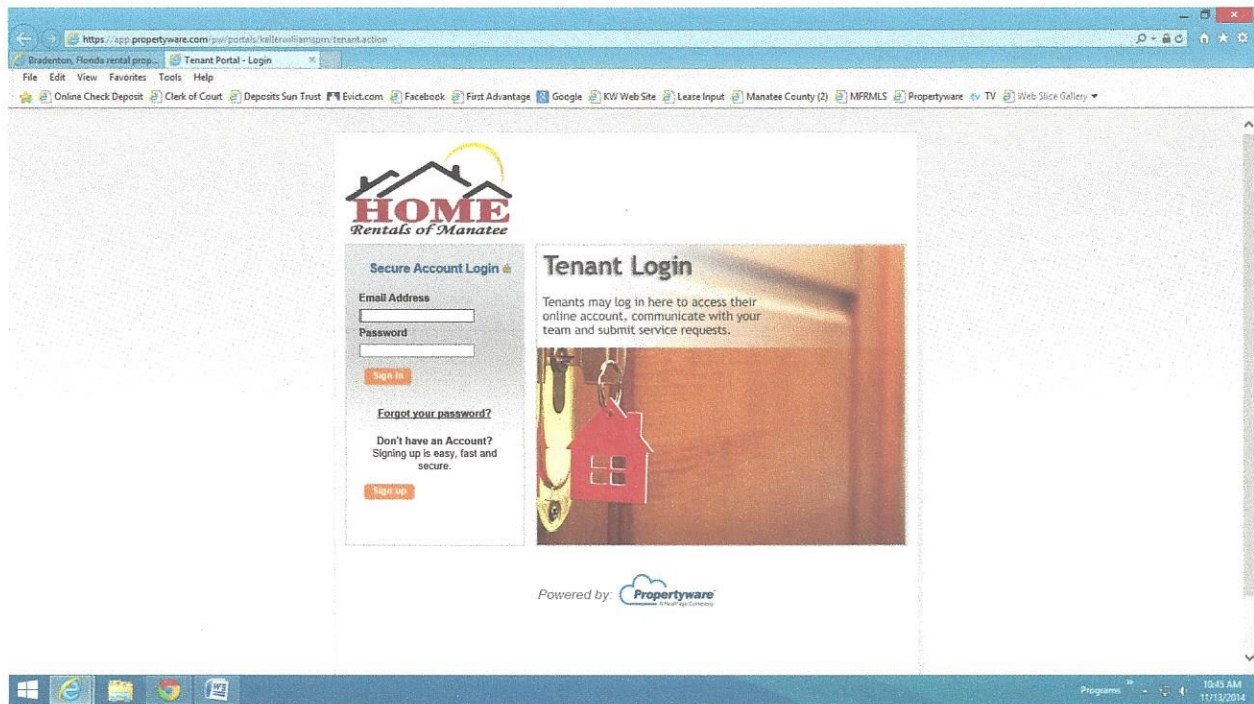 https://app.propertyware.com/pw/portals/kellerwilliamspm/tenant.action
Bradenton, Florida rental prop... Tenant Portal - Login
File Edit View Favorites Tools Help
Online Check Deposit Clerk of Court Deposits Sun Trust Evict.com Facebook First Advantage Google KW Web Site Lease Input Manatee County (2) MFRMLS Propertyware TV Web Slice Gallery
HOME
Rentals of Manatee
Secure Account Login
Email Address
Password
Sign In
Forgot your password?
Don't have an Account?
Signing up is easy, fast and
secure.
Sign up
Tenant Login
Tenants may log in here to access their
online account, communicate with your
team and submit service requests.
Powered by: Propertyware
A RealPage Company
Programs
10:45 AM
11/13/2014